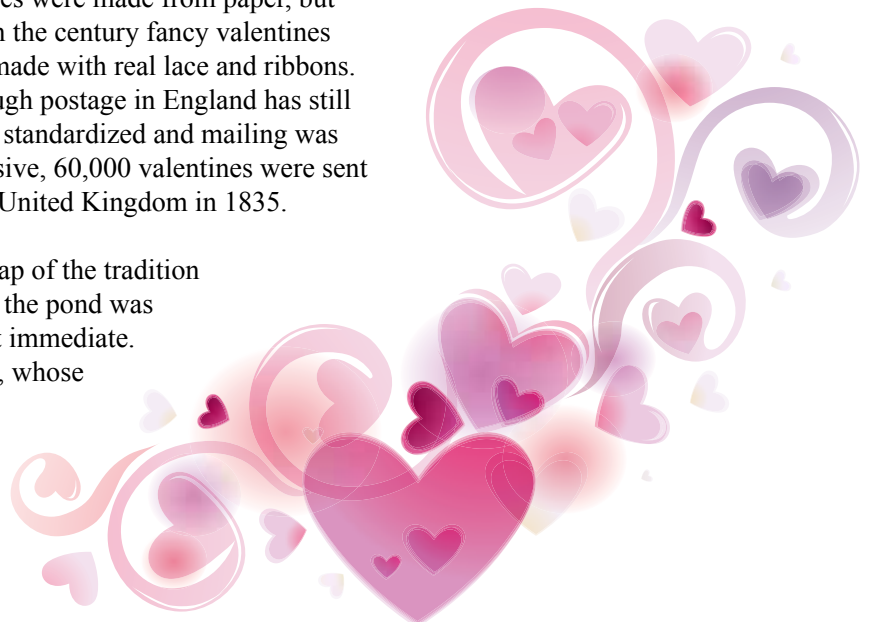 es were made from paper, but
n the century fancy valentines
made with real lace and ribbons.
ugh postage in England has still
standardized and mailing was
sive, 60,000 valentines were sent
United Kingdom in 1835.
ap of the tradition
the pond was
t immediate.
, whose